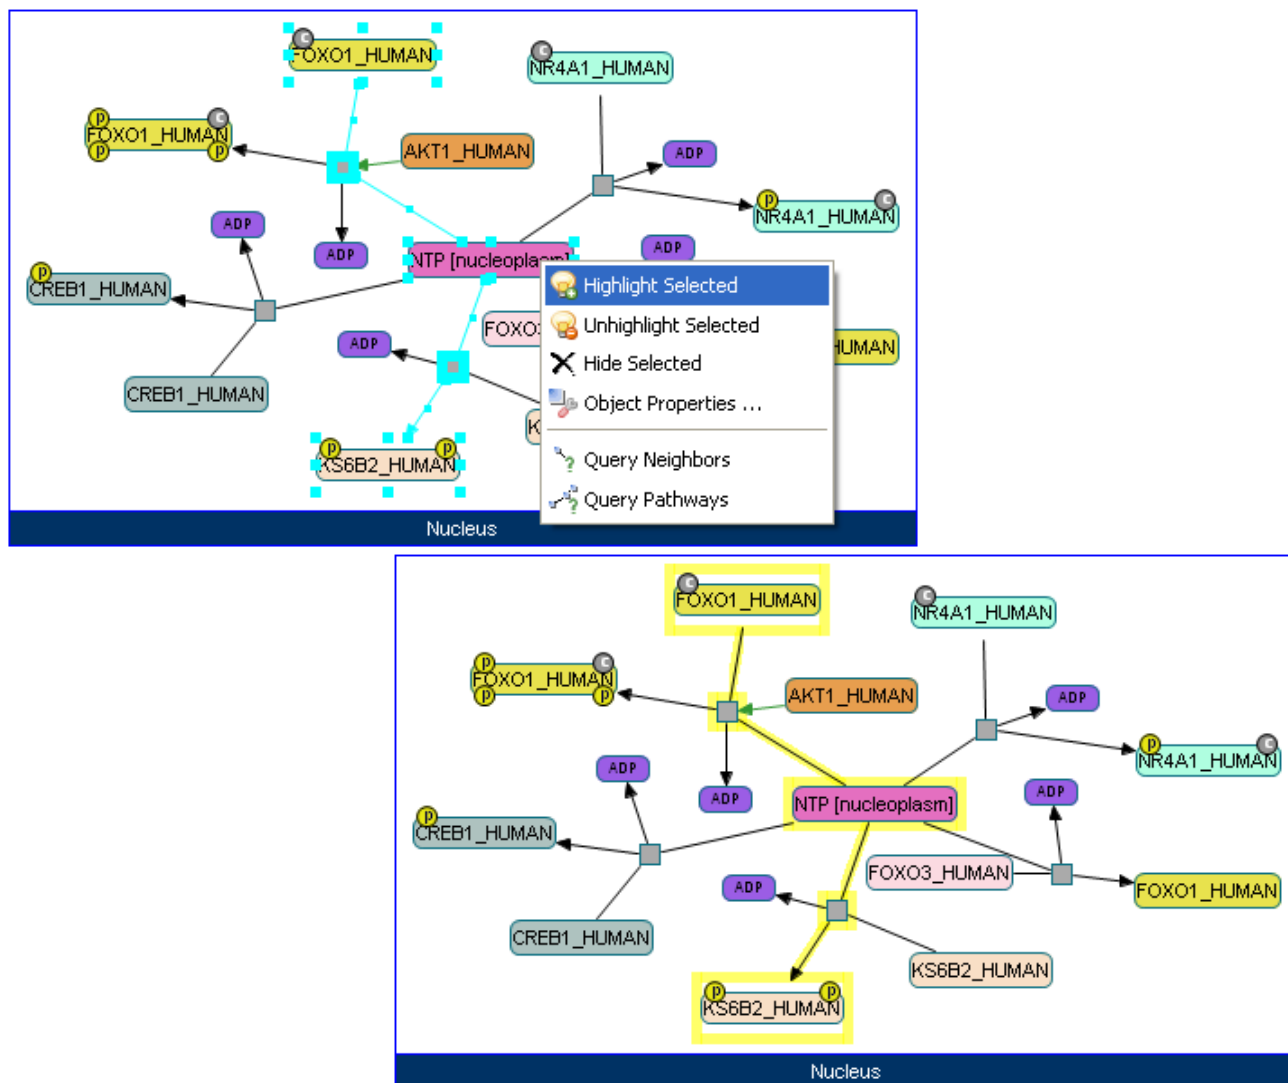 C
FOXO1_HUMAN
C
NR4A1_HUMAN
p
C
FOXO1_HUMAN
p
p
AKT1_HUMAN
ADP
p
C
NR4A1_HUMAN
ADP
ADP
ADP
NTP [nucleoplasm]
p
CREB1_HUMAN
Highlight Selected
FOXO3
Unhighlight Selected
ADP
HUMAN
Hide Selected
CREB1_HUMAN
Object Properties ...
K
p
p
KS6B2_HUMAN
Query Neighbors
Query Pathways
Nucleus
C
FOXO1_HUMAN
C
NR4A1_HUMAN
p
C
FOXO1_HUMAN
p
p
AKT1_HUMAN
ADP
p
C
NR4A1_HUMAN
ADP
ADP
NTP [nucleoplasm]
ADP
p
CREB1_HUMAN
FOXO3_HUMAN
ADP
FOXO1_HUMAN
CREB1_HUMAN
KS6B2_HUMAN
p
p
KS6B2_HUMAN
Nucleus